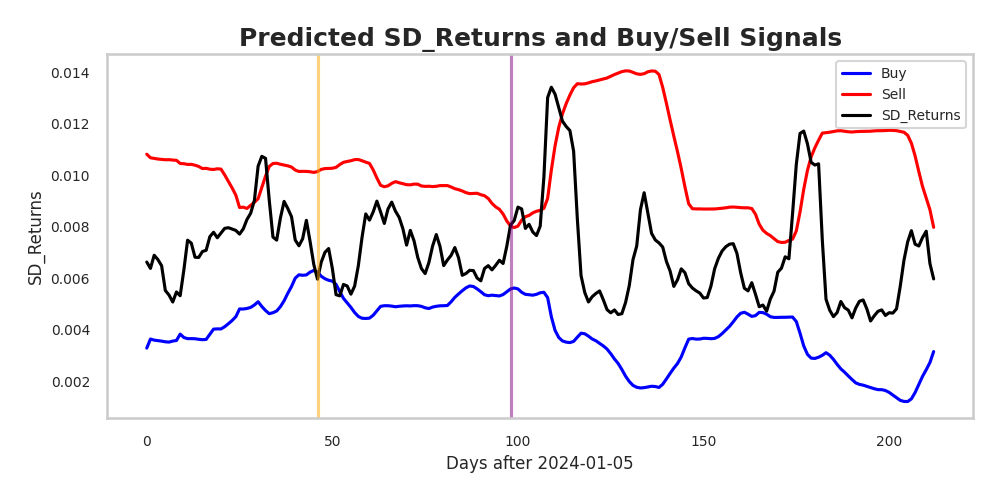 Predicted SD_Returns and Buy/Sell Signals
SD_Returns
0.014
0.012
0.010
0.008
0.006
0.004
0.002
Buy
Sell
SD_Returns
0 50 100 150 200
Days after 2024-01-05